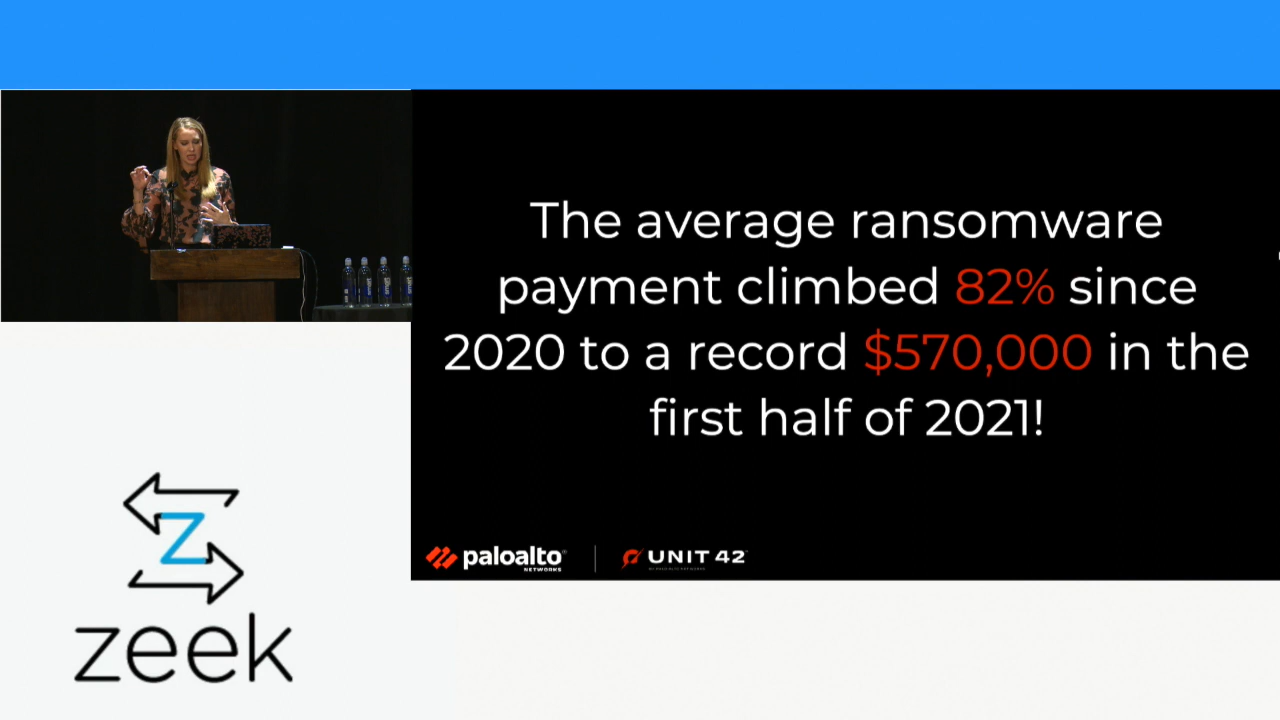 The average ransomware
payment climbed 82% since
2020 to a record $570,000 in the
first half of 2021!
paloalto
NETWORKS
UNIT 42
Z
zeek